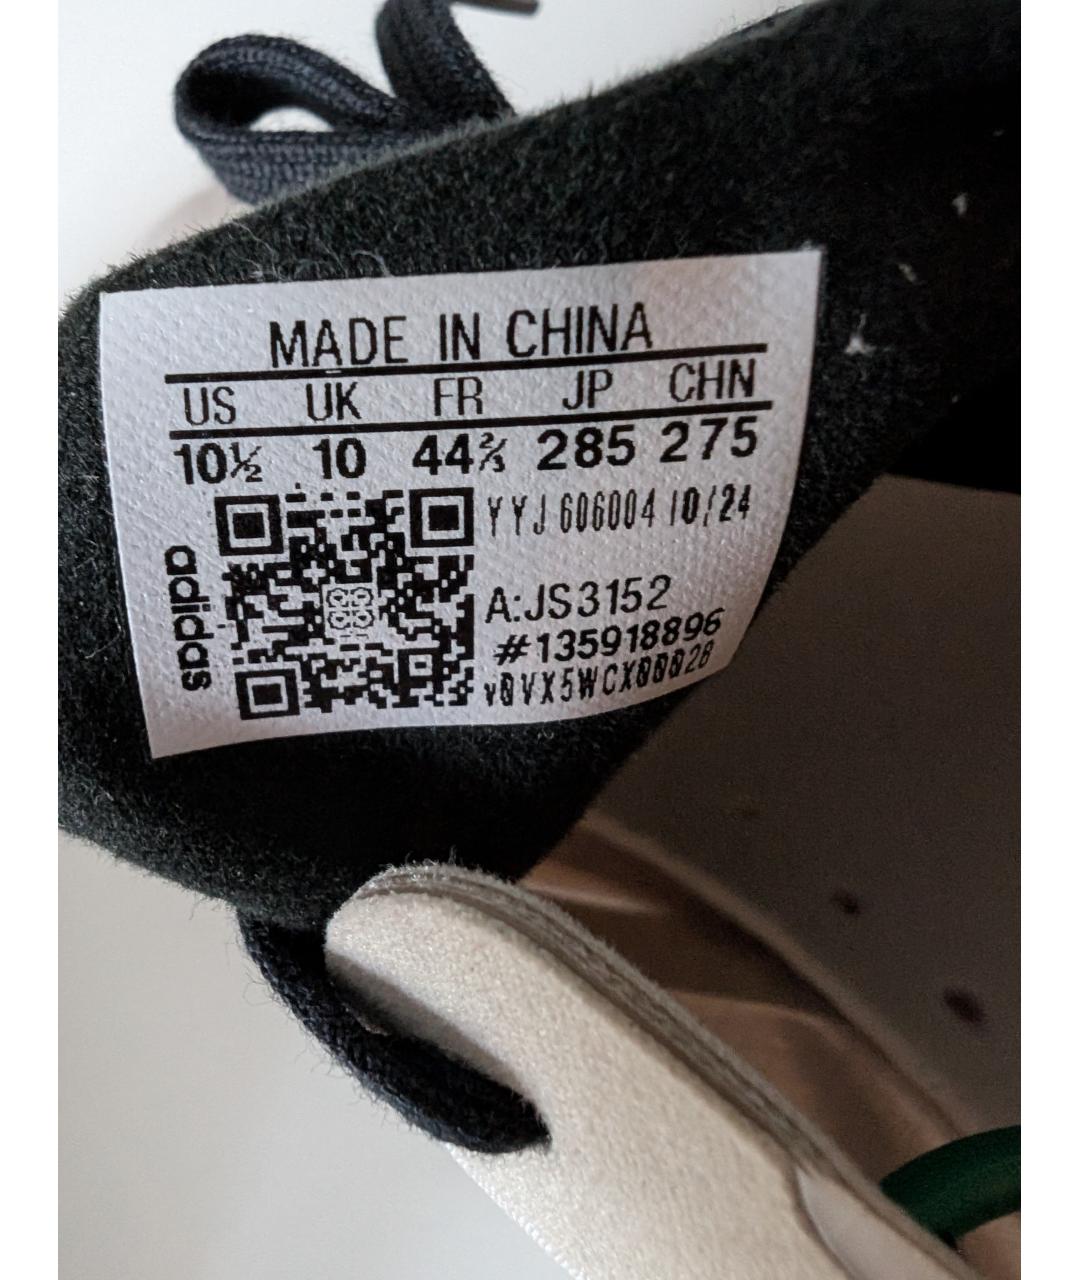 MADE IN CHINA
US UK FR JP CHN
10½ 10 44⅔ 285 275
YYJ 606004 10/24
adidas
A:JS3152
#135918896
y0VX5WCX00028